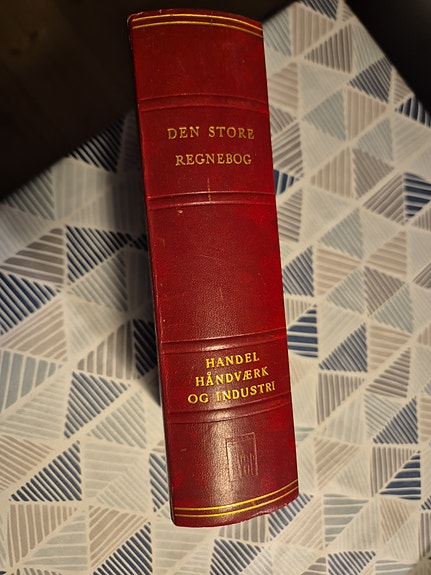 DEN STORE
REGNEBOG
HANDEL
HÅNDVÆRK
OG INDUSTRI